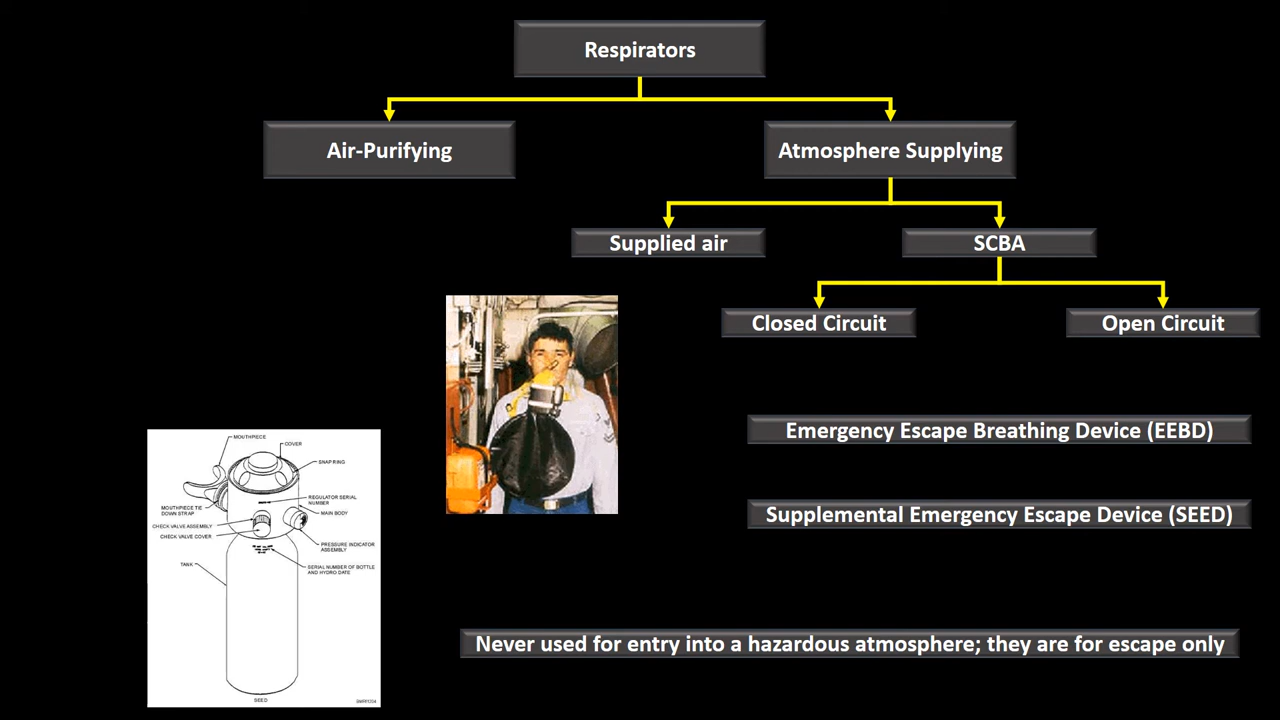 Respirators
Air-Purifying
Atmosphere Supplying
Supplied air
SCBA
Closed Circuit
Open Circuit
Emergency Escape Breathing Device (EEBD)
Supplemental Emergency Escape Device (SEED)
Never used for entry into a hazardous atmosphere; they are for escape only
MOUTHPIECE
COVER
SNAP RING
REGULATOR SERIAL
NUMBER
MAIN BODY
MOUTHPIECE TIE
DOWN STRAP
CHECK VALVE ASSEMBLY
CHECK VALVE COVER
PRESSURE INDICATOR
ASSEMBLY
TANK
SERIAL NUMBER OF BOTTLE
AND HYDRO DATE
SEED